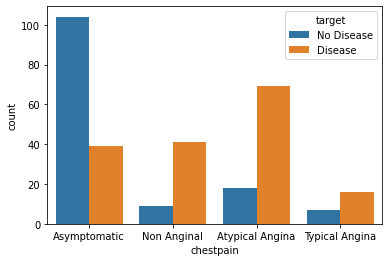 target
No Disease
Disease
100
80
60
40
20
0
count
Asymptomatic
Non Anginal
Atypical Angina
Typical Angina
chestpain